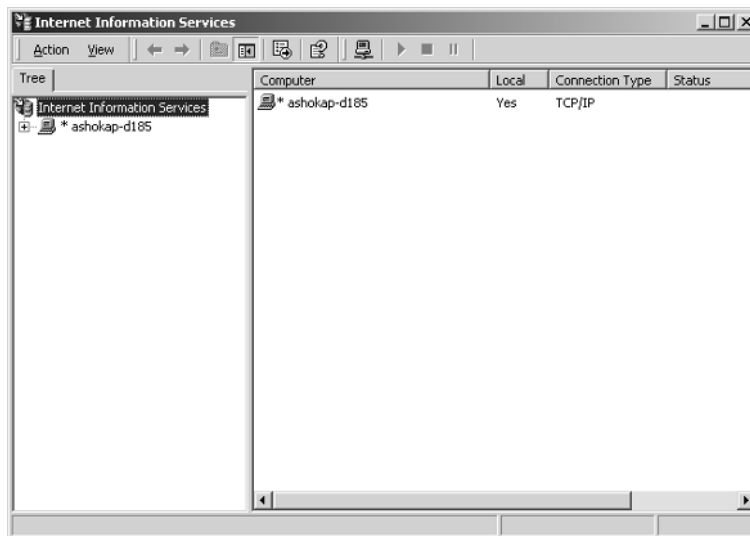 Internet Information Services
Action View
Tree
Computer Local Connection Type Status
Internet Information Services
* ashokap-d185
* ashokap-d185 Yes TCP/IP